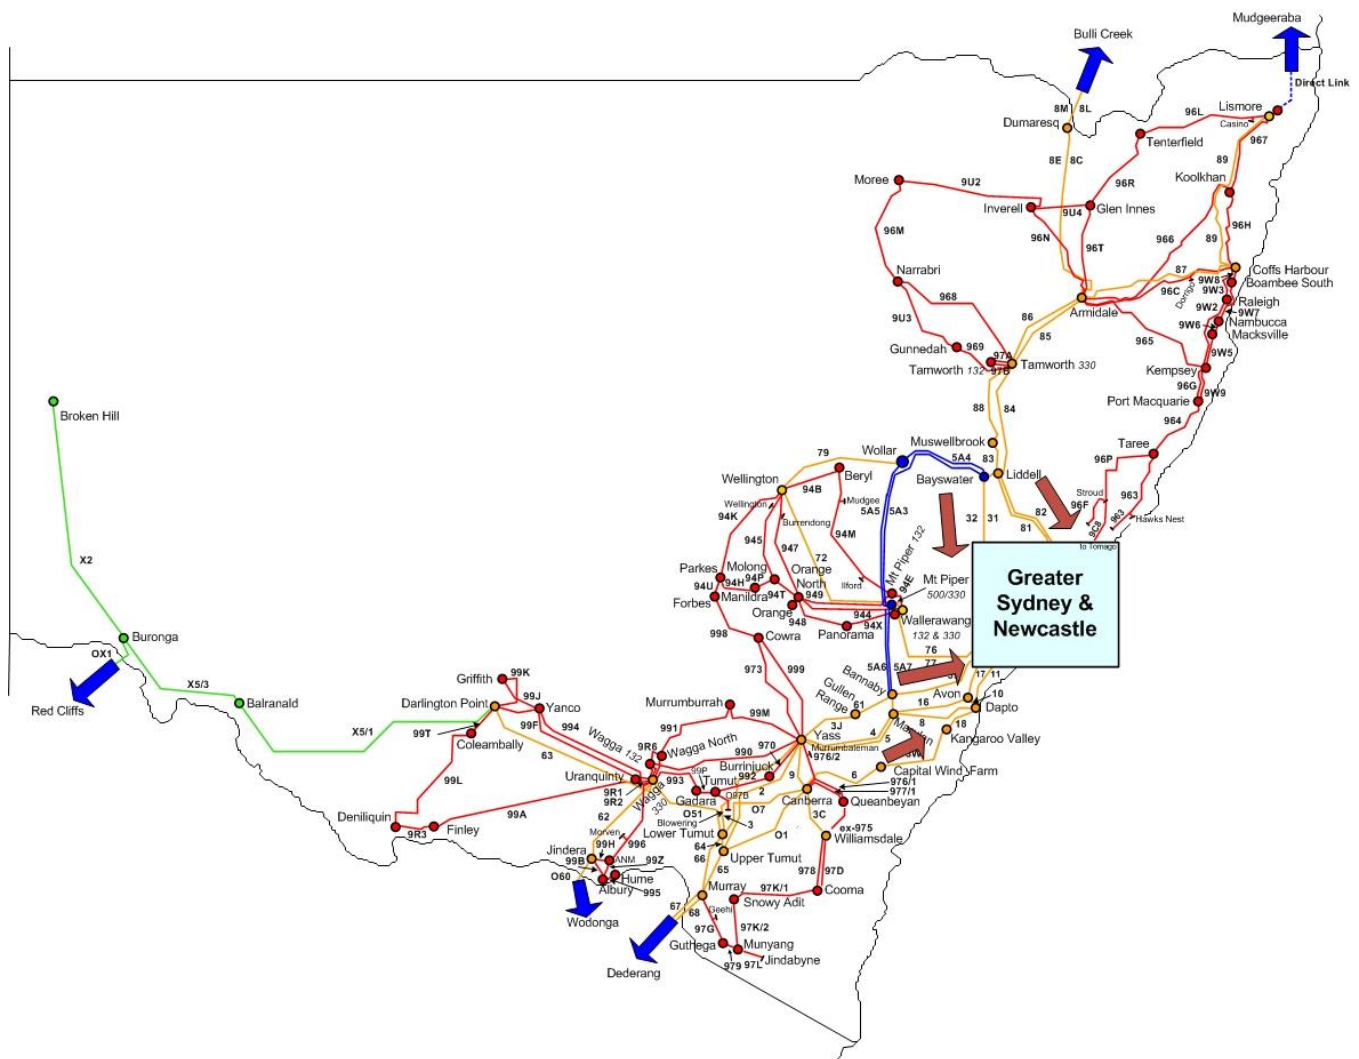 Mudgeeraba
Bulli Creek
Direct Link
8M
8L
Lismore
96L
Casino
967
Dumaresq
Tenterfield
8E
8C
89
Koolkhan
96R
Moree
9U2
Inverell
9U4
Glen Innes
96M
96N
96T
966
96H
89
Narrabri
87
Coffs Harbour
9W8
Boambee South
968
96C
Dorrigo
9W3
Raleigh
9W2
9W7
Armidale
9U3
86
Nambucca
9W6
Macksville
85
965
Gunnedah
969
97A
9W5
Tamworth 132
97B
Tamworth 330
Kempsey
96G
9W9
Port Macquarie
Broken Hill
88
84
964
Muswellbrook
Taree
Wollar
79
5A4
83
96P
Liddell
Wellington
94B
Beryl
Bayswater
Stroud
963
Wellington
Mudgee
96F
94K
5A5
5A3
32
31
82
963
Hawks Nest
Burrendong
81
9C8
945
947
94M
to Tomago
X2
72
Mt Piper 132
Parkes
Molong
Orange
North
94U
94H
94P
Ilford
94E
Mt Piper
500/330
Greater
Sydney &
Newcastle
Forbes
Manildra
94T
949
Orange
948
944
Wallerawang
Panorama
94X
132 & 330
Buronga
998
Cowra
76
OX1
973
999
77
5A6
5A7
17
11
Griffith
99K
Bannaby
X5/3
Gullen
Range
Avon
10
Red Cliffs
Balranald
Darlington Point
99J
Yanco
Murrumburrah
61
16
Dapto
99M
3J
8
18
99T
99F
994
991
Yass
4
Kangaroo Valley
X5/1
Coleambally
Wagga 132
9R6
Wagga North
970
5
990
Murrumbateman
976/2
63
Burrinjuck
99L
Uranquinty
993
99P
Tumut
992
9
6
Capital Wind Farm
9R1
9R2
Wagga
330
Gadara
O97B
2
Canberra
976/1
977/1
O51
O7
Queanbeyan
Deniliquin
99A
62
Blowering
3
3C
9R3
Finley
Morven
Lower Tumut
O1
ex-975
Williamsdale
996
64
Jindera
99H
66
Upper Tumut
99B
ANM
99Z
65
978
97D
O60
Hume
Albury
995
Murray
97K/1
Cooma
Snowy Adit
67
68
Geehi
Wodonga
97G
97K/2
Guthega
Munyang
Dederang
979
97L
Jindabyne